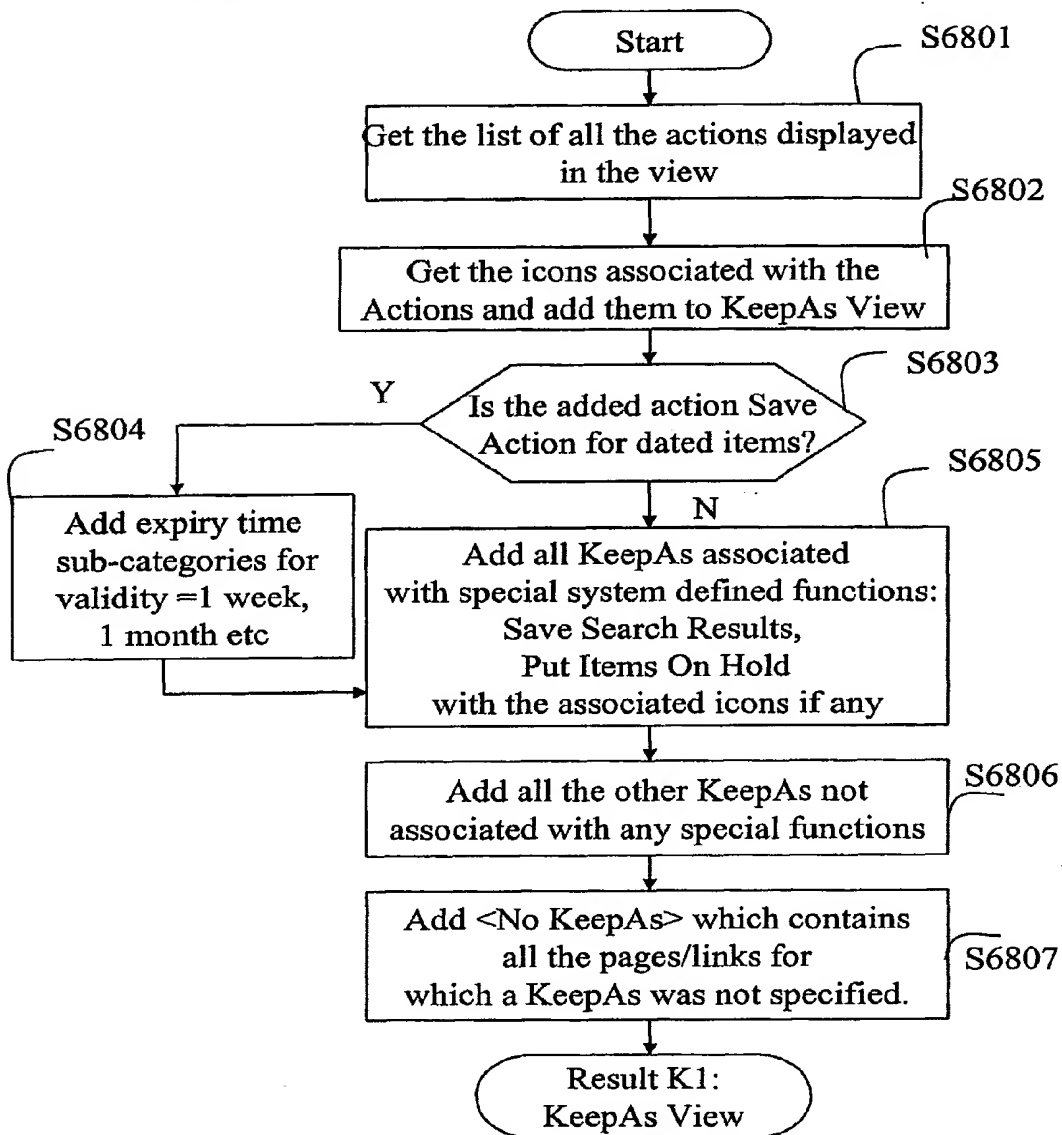 Start
S6801
Get the list of all the actions displayed
in the view
S6802
Get the icons associated with the
Actions and add them to KeepAs View
S6803
Y
Is the added action Save
Action for dated items?
S6804
N
S6805
Add expiry time
sub-categories for
validity =1 week,
1 month etc
Add all KeepAs associated
with special system defined functions:
Save Search Results,
Put Items On Hold
with the associated icons if any
S6806
Add all the other KeepAs not
associated with any special functions
Add <No KeepAs> which contains
all the pages/links for
which a KeepAs was not specified.
S6807
Result K1:
KeepAs View